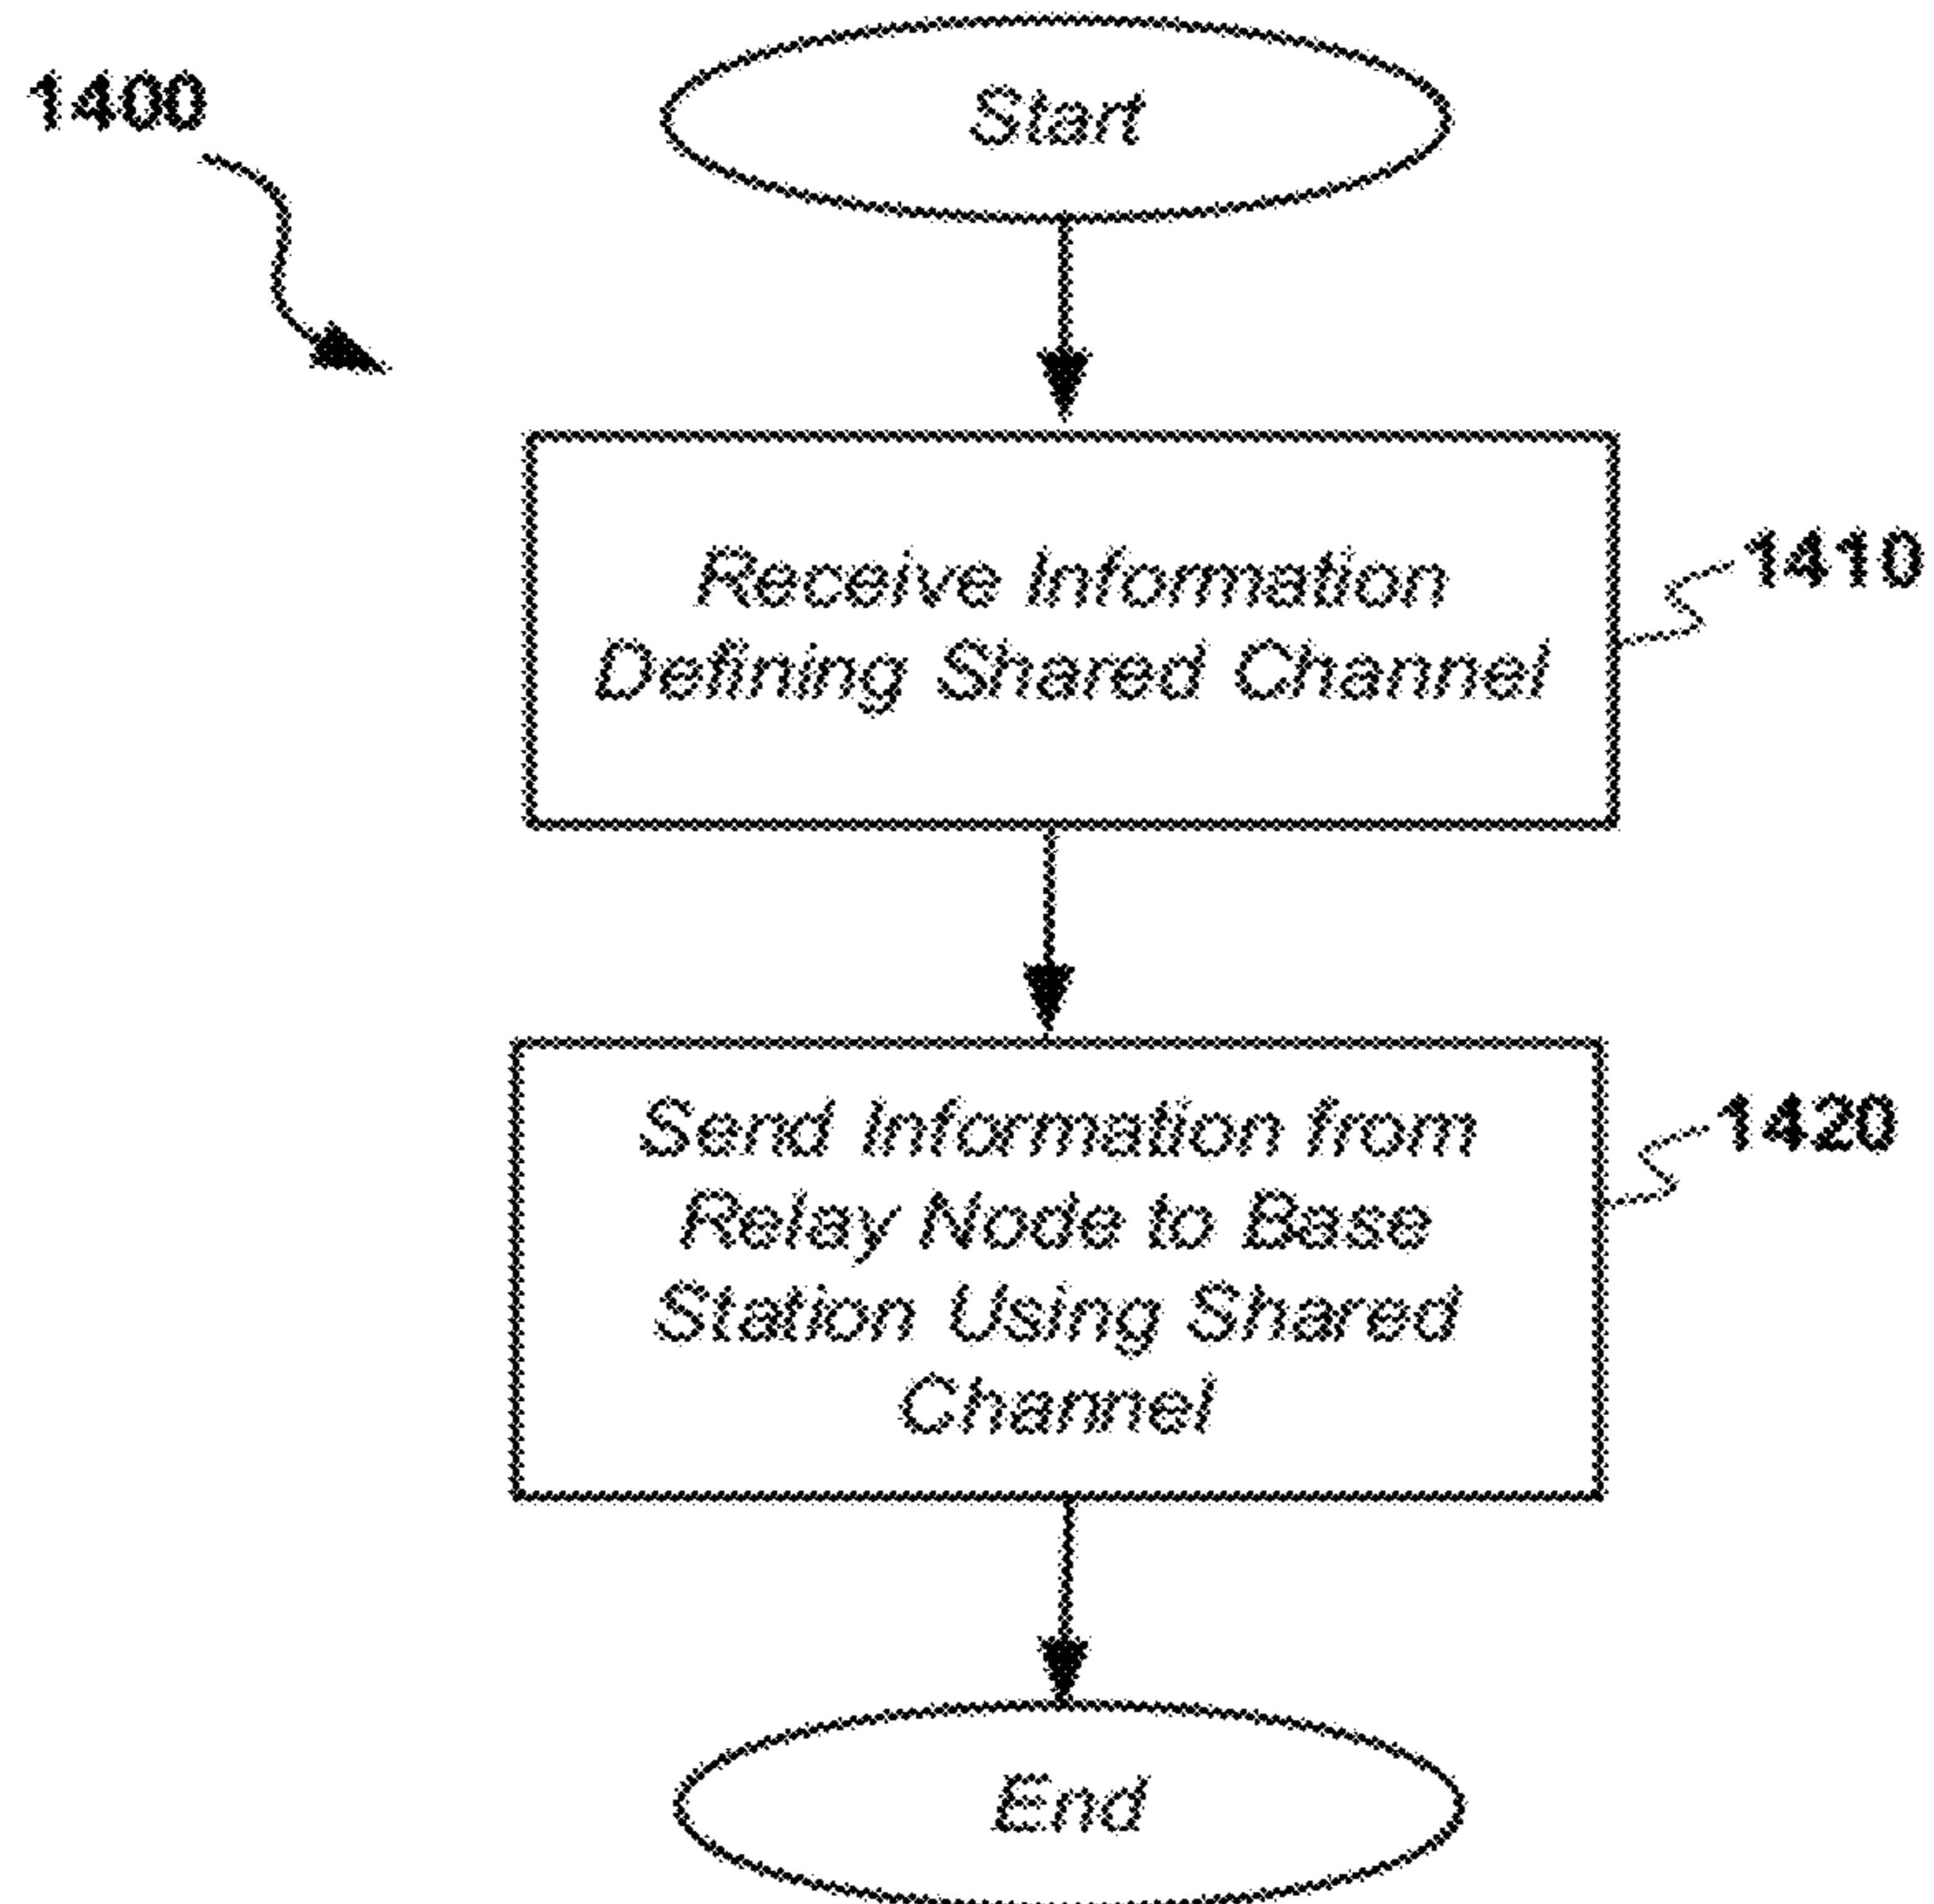 1400
Start
Receive Information
Defining Shared Channel
1410
Send Information from
Relay Node to Base
Station Using Shared
Channel
1420
End